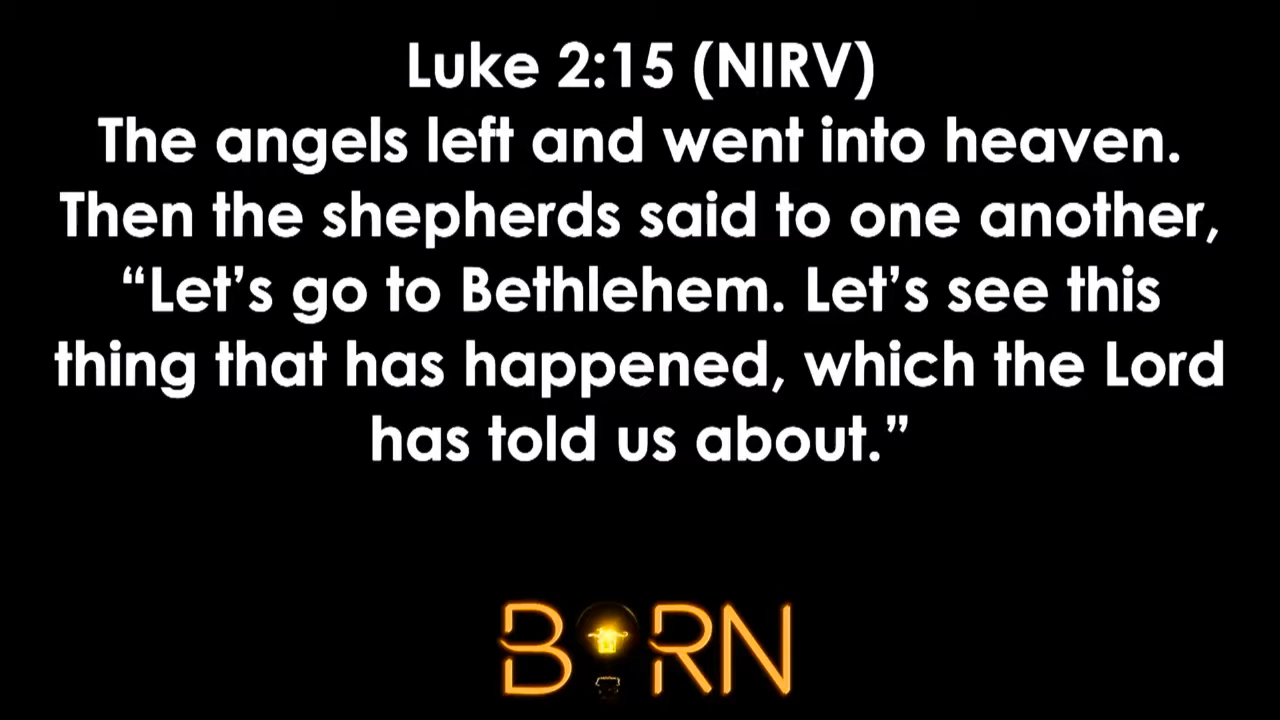 Luke 2:15 (NIRV)
The angels left and went into heaven.
Then the shepherds said to one another,
“Let’s go to Bethlehem. Let’s see this
thing that has happened, which the Lord
has told us about.”
BORN